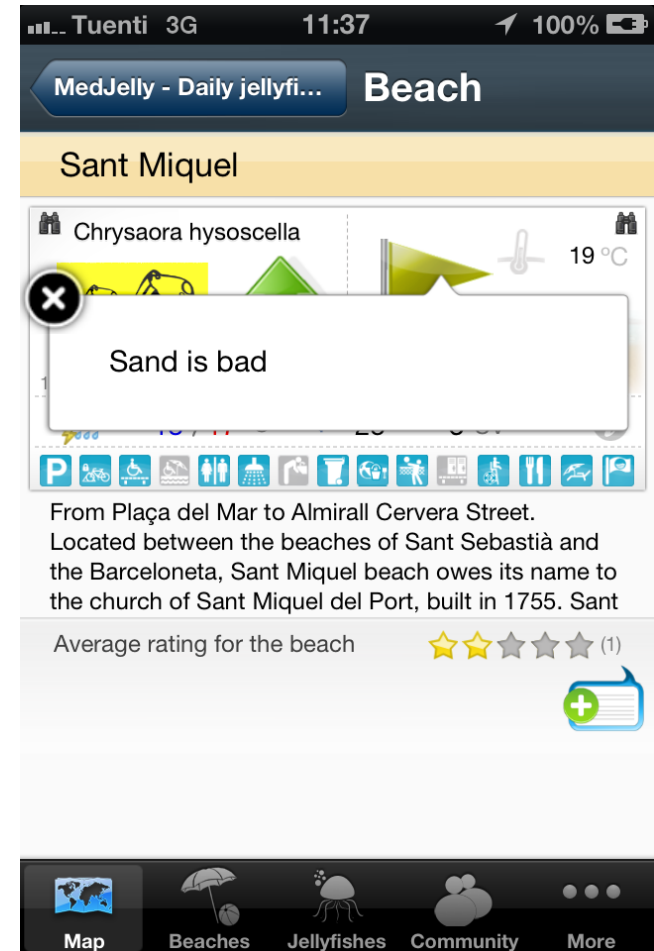 Tuenti 3G 11:37 100%
MedJelly - Daily jellyfi... Beach
Sant Miquel
Chrysaora hysoscella
19 °C
Sand is bad
P
From Plaça del Mar to Almirall Cervera Street.
Located between the beaches of Sant Sebastià and
the Barceloneta, Sant Miquel beach owes its name to
the church of Sant Miquel del Port, built in 1755. Sant
Average rating for the beach (1)
Map Beaches Jellyfishes Community More